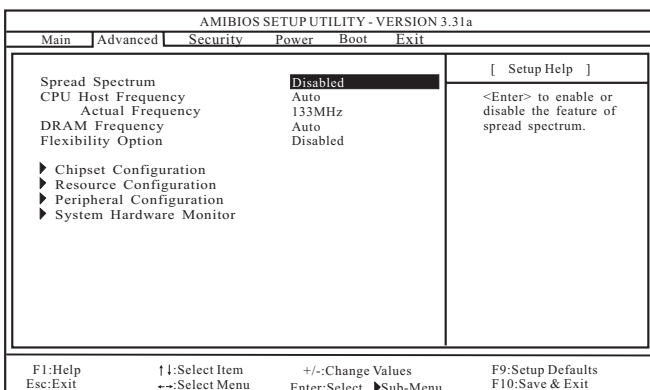 AMIBIOS SETUP UTILITY - VERSION 3.31a
Main Advanced Security Power Boot Exit
Spread Spectrum Disabled
CPU Host Frequency Auto
Actual Frequency 133MHz
DRAM Frequency Auto
Flexibility Option Disabled
Chipset Configuration
Resource Configuration
Peripheral Configuration
System Hardware Monitor
[ Setup Help ]
<Enter> to enable or
disable the feature of
spread spectrum.
F1:Help ↑↓:Select Item +/-:Change Values F9:Setup Defaults
Esc:Exit ←→:Select Menu Enter:Select ▶Sub-Menu F10:Save & Exit